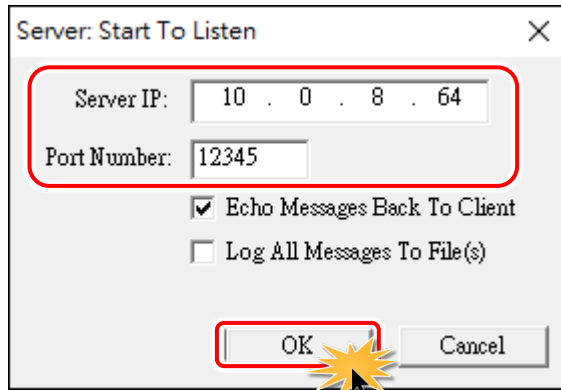 Server: Start To Listen
Server IP: 10 . 0 . 8 . 64
Port Number: 12345
Echo Messages Back To Client
Log All Messages To File(s)
OK Cancel